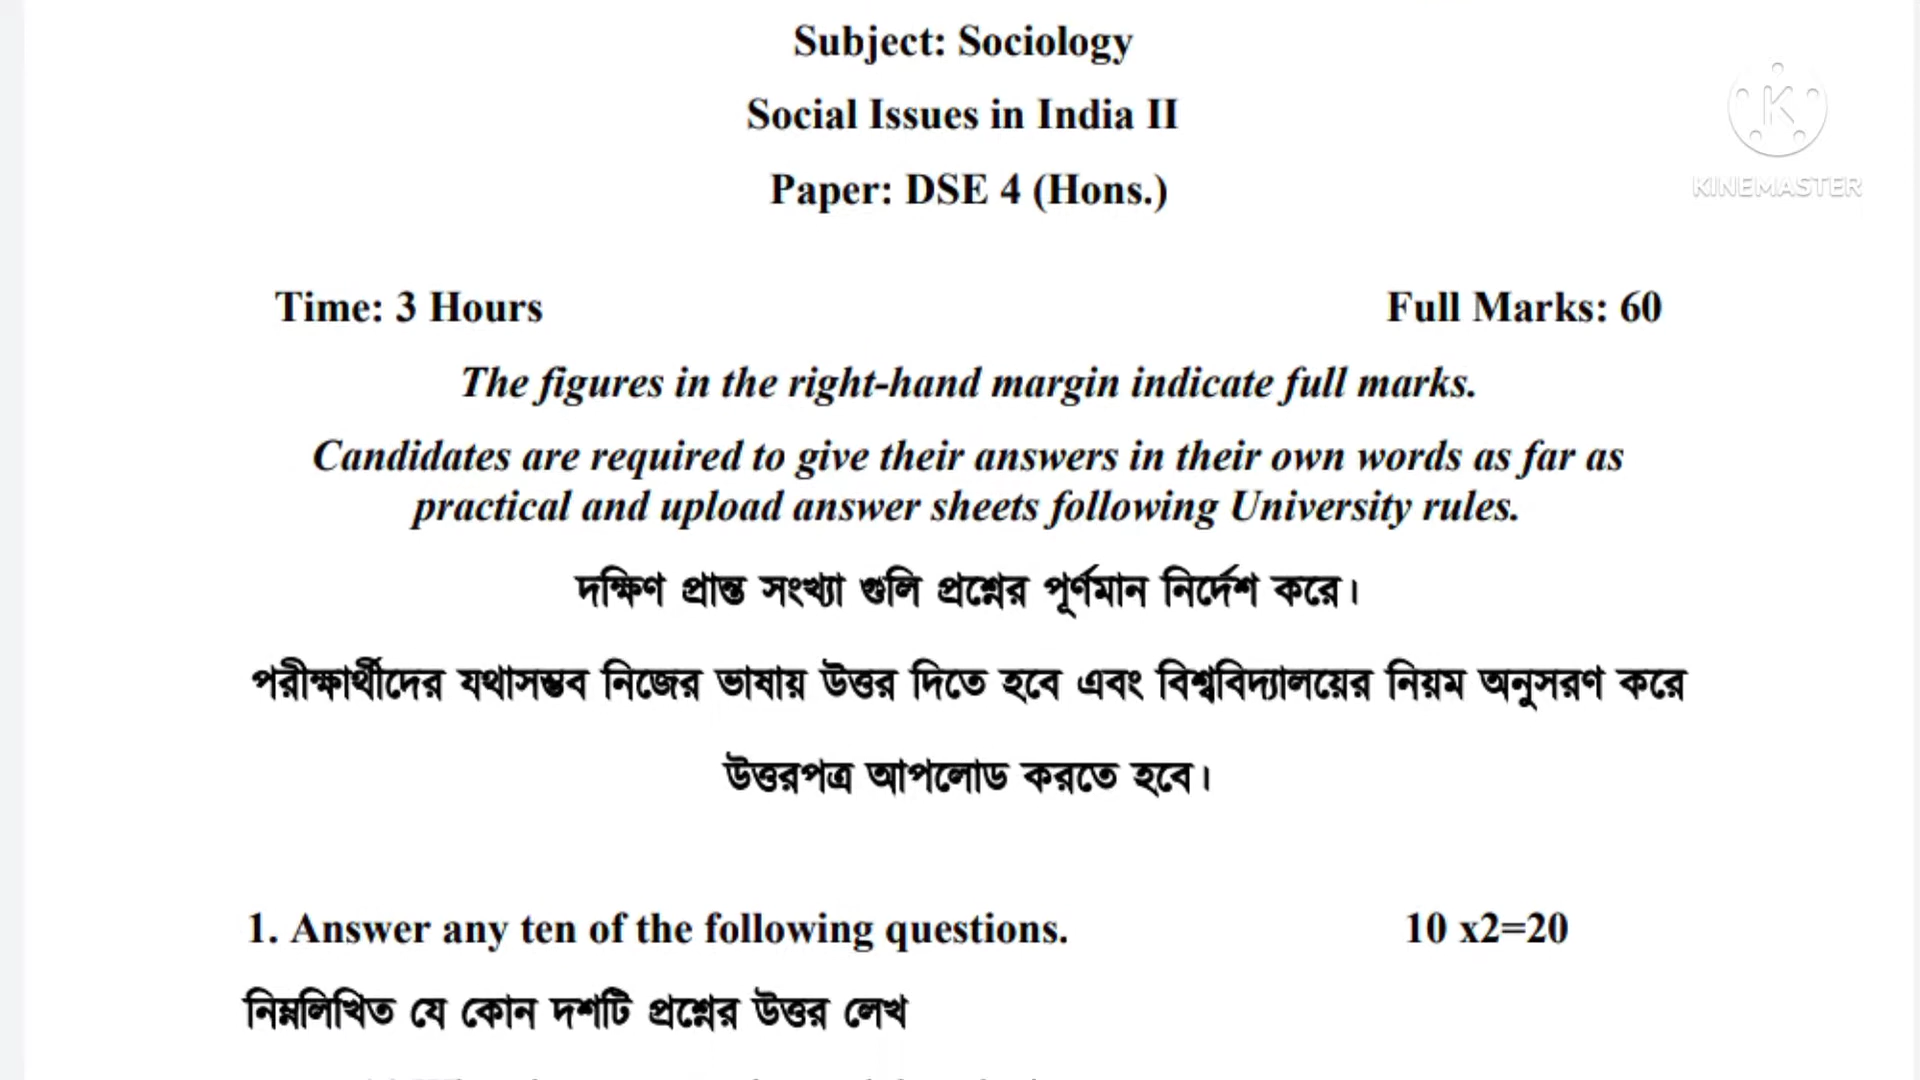 Subject: Sociology
Social Issues in India II
Paper: DSE 4 (Hons.)
KINEMASTER
Time: 3 Hours Full Marks: 60
The figures in the right-hand margin indicate full marks.
Candidates are required to give their answers in their own words as far as
practical and upload answer sheets following University rules.
দক্ষিণ প্রান্ত সংখ্যা গুলি প্রশ্নের পূর্ণমান নির্দেশ করে।
পরীক্ষার্থীদের যথাসম্ভব নিজের ভাষায় উত্তর দিতে হবে এবং বিশ্ববিদ্যালয়ের নিয়ম অনুসরণ করে
উত্তরপত্র আপলোড করতে হবে।
1. Answer any ten of the following questions. 10 x2=20
নিম্নলিখিত যে কোন দশটি প্রশ্নের উত্তর লেখ